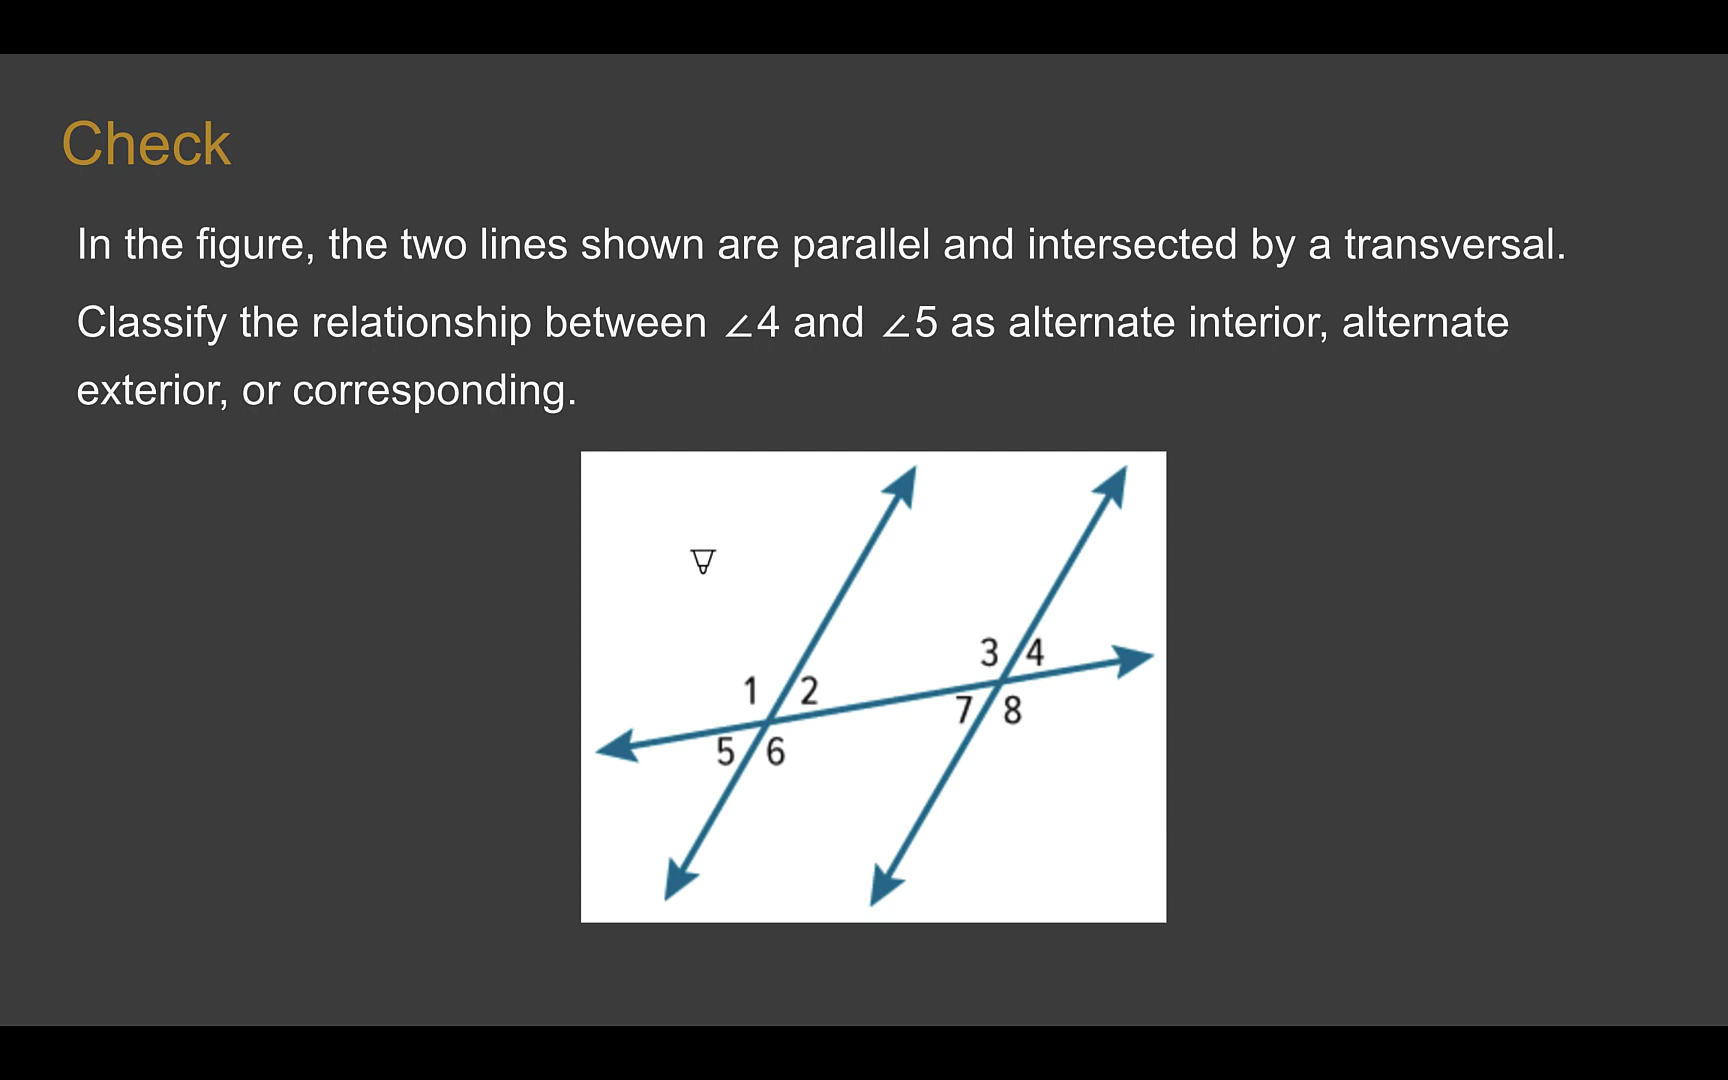 Check
In the figure, the two lines shown are parallel and intersected by a transversal.
Classify the relationship between ∠4 and ∠5 as alternate interior, alternate
exterior, or corresponding.
3 4
1 2
7 8
5 6